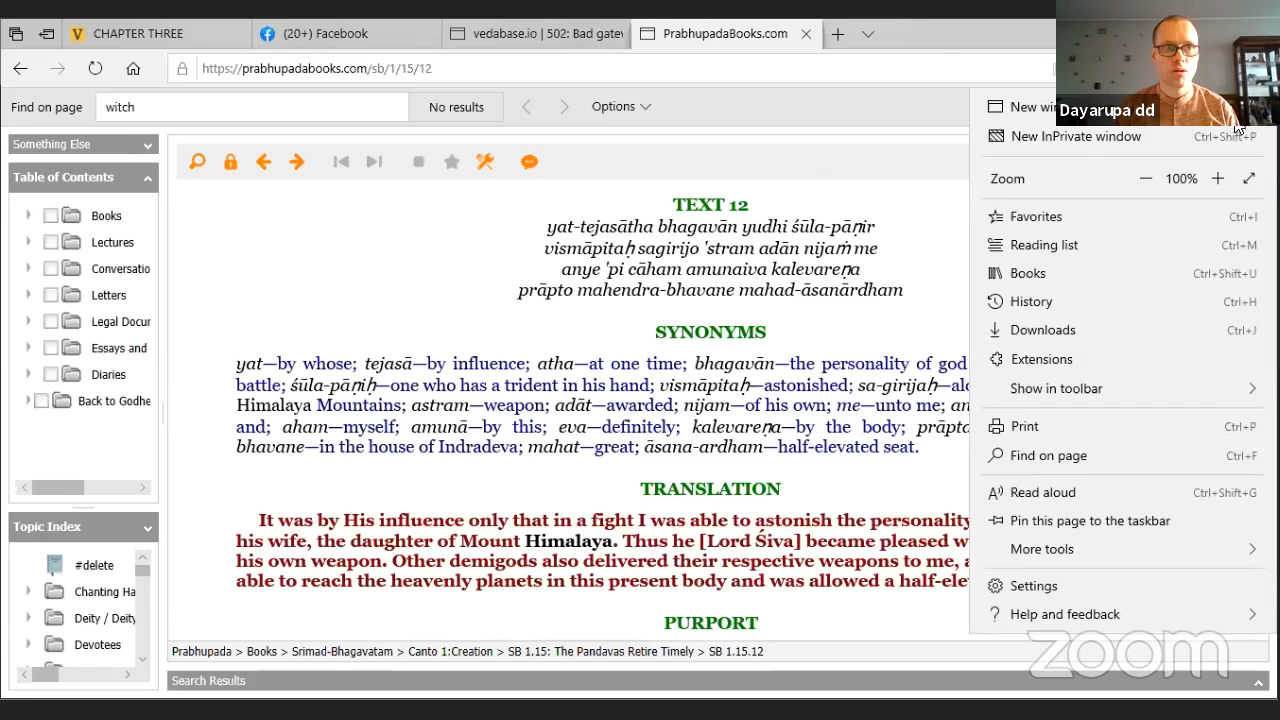 CHAPTER THREE
(20+) Facebook
vedabase.io | 502: Bad gatew
PrabhupadaBooks.com
https://prabhupadabooks.com/sb/1/15/12
Find on page
witch
No results
Options
New wi
Dayarupa dd
New InPrivate window Ctrl+Shift+P
Zoom 100%
Favorites Ctrl+I
Reading list Ctrl+M
Books Ctrl+Shift+U
History Ctrl+H
Downloads Ctrl+J
Extensions
Show in toolbar
Print Ctrl+P
Find on page Ctrl+F
Read aloud Ctrl+Shift+G
Pin this page to the taskbar
More tools
Settings
Help and feedback
Something Else
Table of Contents
Books
Lectures
Conversatio
Letters
Legal Docur
Essays and
Diaries
Back to Godhe
Topic Index
#delete
Chanting Ha
Deity / Deity
Devotees
TEXT 12
yat-tejasātha bhagavān yudhi śūla-pāṇir
vismāpitaḥ sagirijo 'stram adān nijaṁ me
anye 'pi cāham amunaiva kalevareṇa
prāpto mahendra-bhavane mahad-āsanārdham
SYNONYMS
yat—by whose; tejasā—by influence; atha—at one time; bhagavān—the personality of god
battle; śūla-pāṇiḥ—one who has a trident in his hand; vismāpitaḥ—astonished; sa-girijaḥ—alo
Himalaya Mountains; astram—weapon; adāt—awarded; nijam—of his own; me—unto me; an
and; aham—myself; amunā—by this; eva—definitely; kalevareṇa—by the body; prāpta
bhavane—in the house of Indradeva; mahat—great; āsana-ardham—half-elevated seat.
TRANSLATION
It was by His influence only that in a fight I was able to astonish the personality
his wife, the daughter of Mount Himalaya. Thus he [Lord Śiva] became pleased w
his own weapon. Other demigods also delivered their respective weapons to me, a
able to reach the heavenly planets in this present body and was allowed a half-ele
PURPORT
Prabhupada > Books > Srimad-Bhagavatam > Canto 1:Creation > SB 1.15: The Pandavas Retire Timely > SB 1.15.12
Search Results
zoom